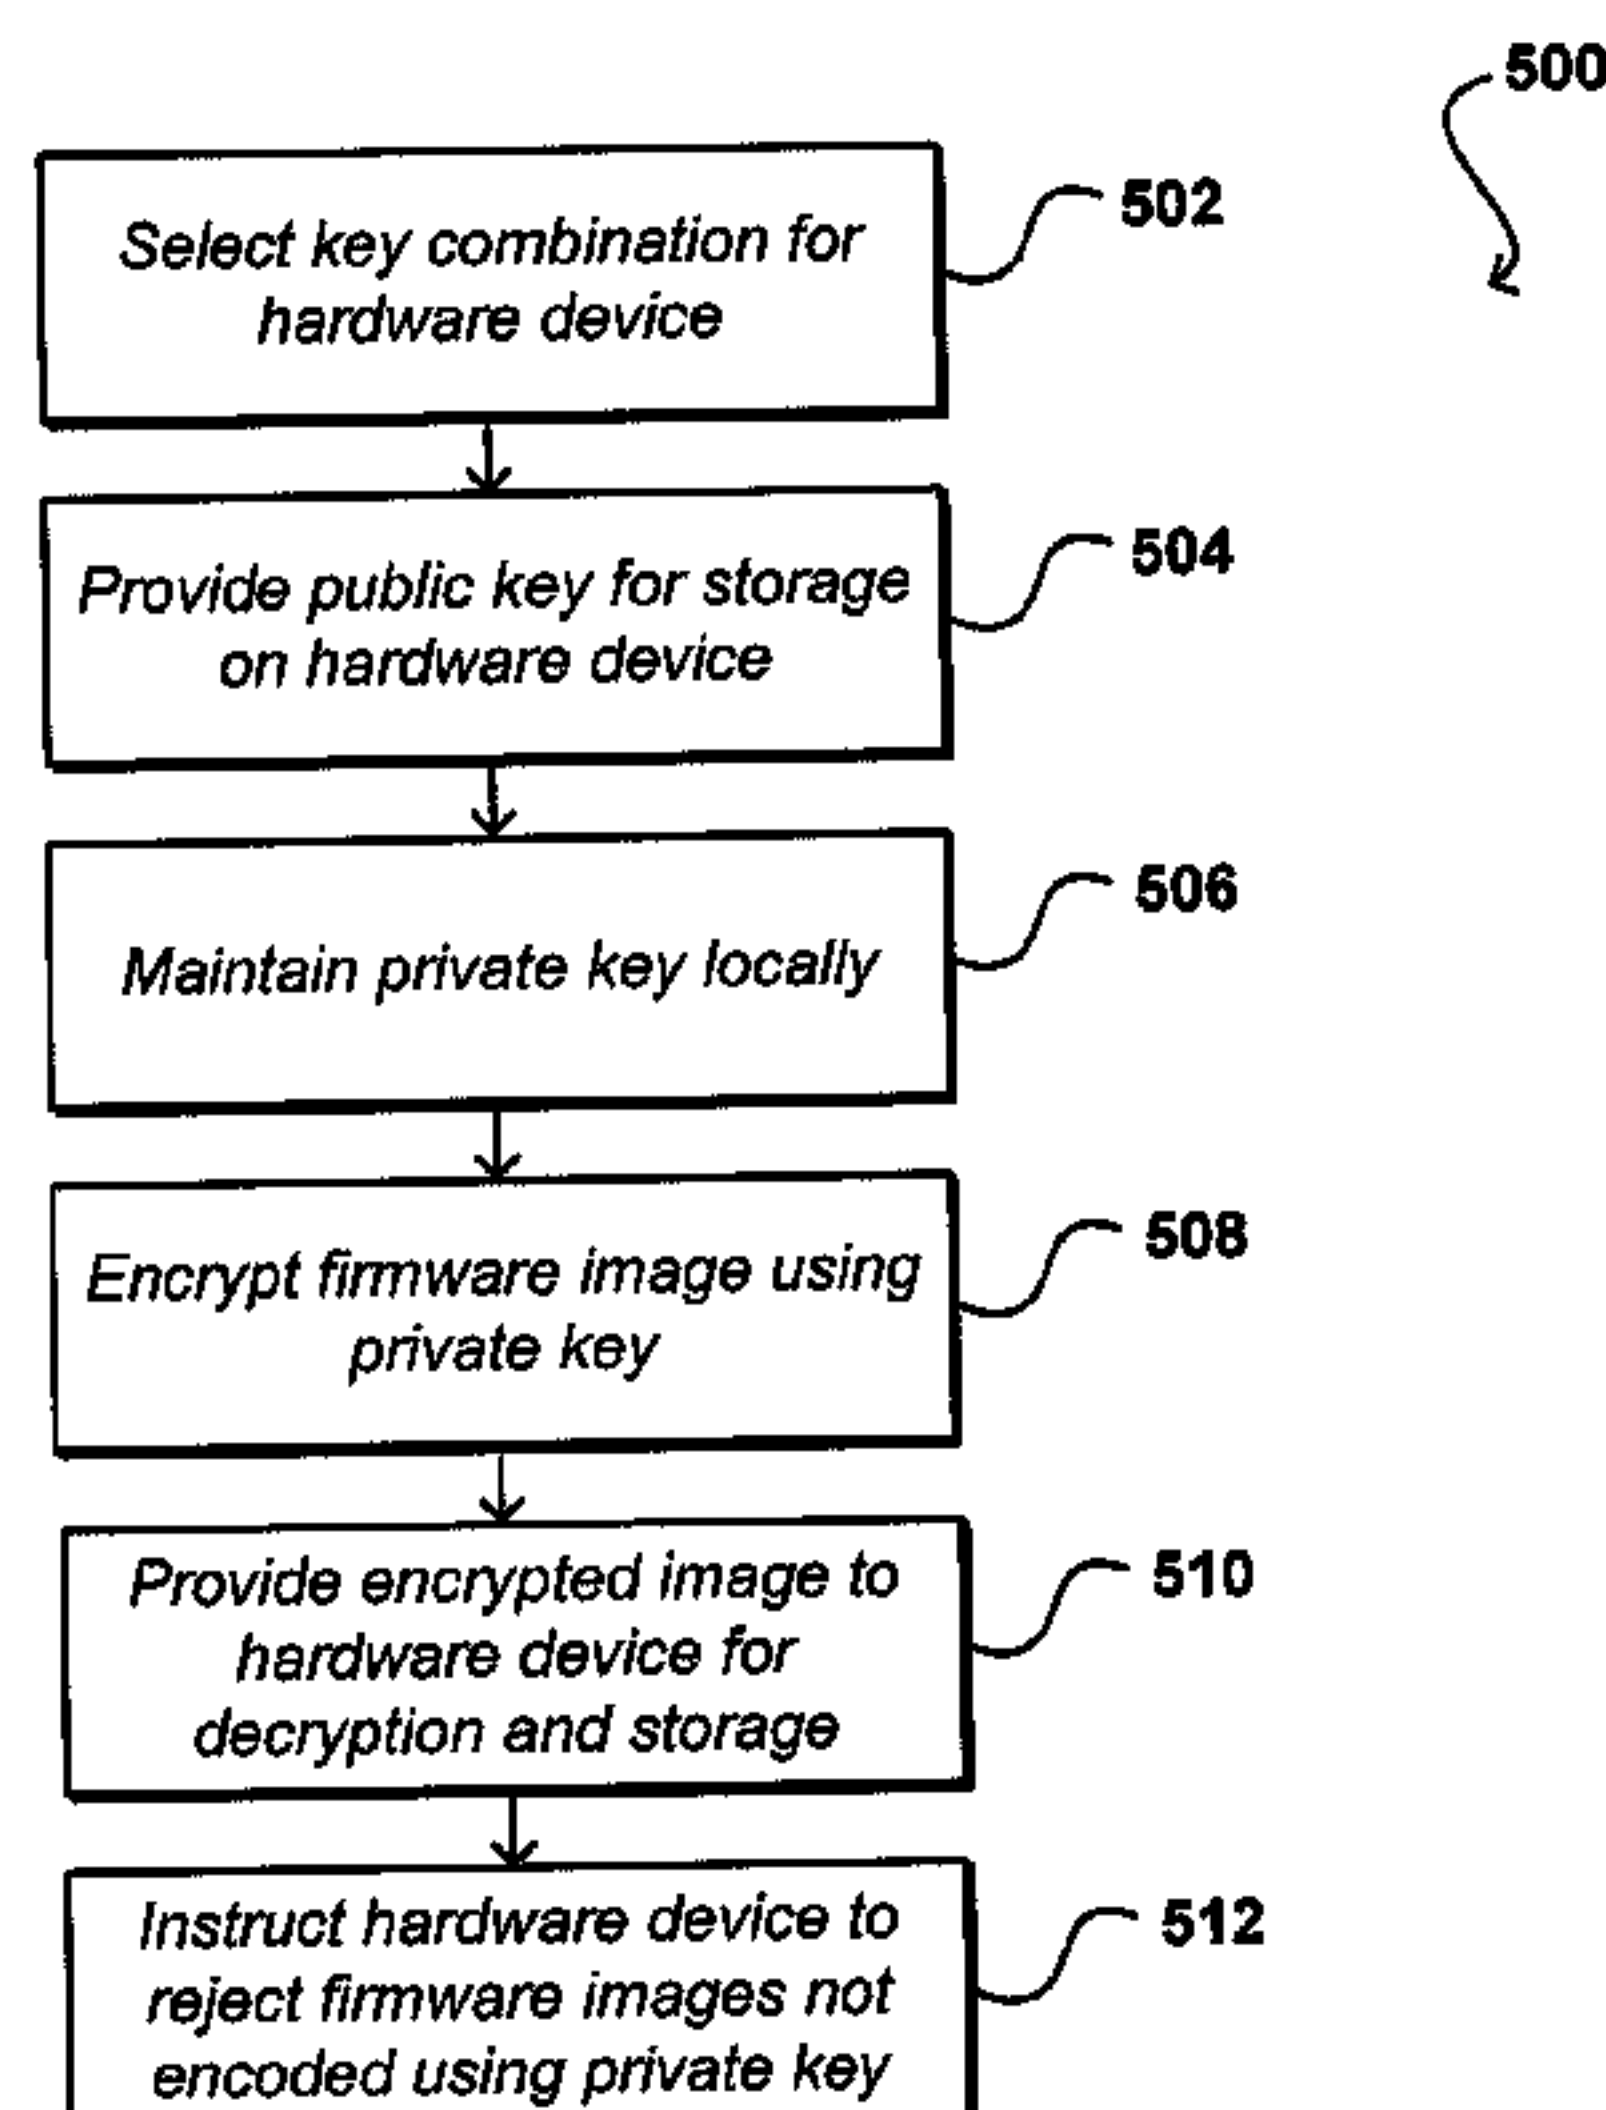 500
Select key combination for
hardware device
502
Provide public key for storage
on hardware device
504
Maintain private key locally
506
Encrypt firmware image using
private key
508
Provide encrypted image to
hardware device for
decryption and storage
510
Instruct hardware device to
reject firmware images not
encoded using private key
512